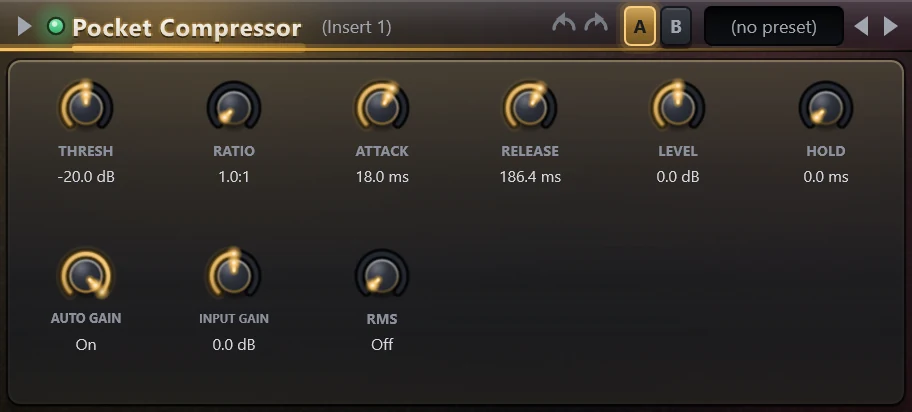 Pocket Compressor (Insert 1) A B (no preset)
THRESH RATIO ATTACK RELEASE LEVEL HOLD
-20.0 dB 1.0:1 18.0 ms 186.4 ms 0.0 dB 0.0 ms
AUTO GAIN INPUT GAIN RMS
On 0.0 dB Off